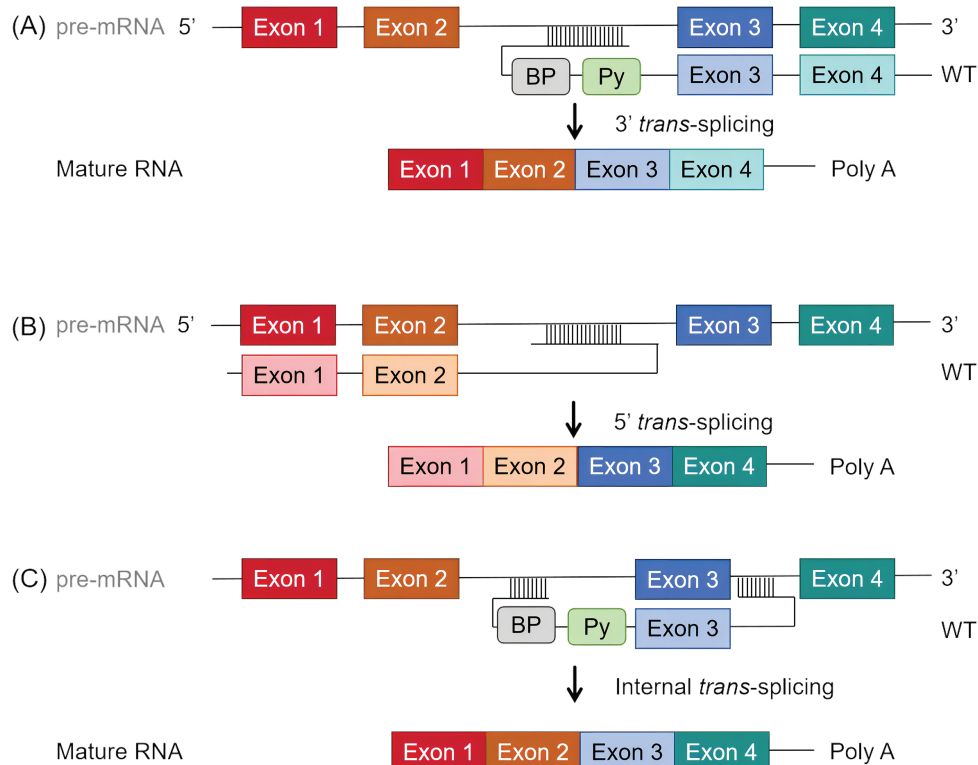 (A) pre-mRNA 5’ Exon 1 Exon 2 Exon 3 Exon 4 3’
BP Py Exon 3 Exon 4 WT
3’ trans-splicing
Mature RNA Exon 1 Exon 2 Exon 3 Exon 4 Poly A
(B) pre-mRNA 5’ Exon 1 Exon 2 Exon 3 Exon 4 3’
Exon 1 Exon 2 WT
5’ trans-splicing
Exon 1 Exon 2 Exon 3 Exon 4 Poly A
(C) pre-mRNA Exon 1 Exon 2 Exon 3 Exon 4 3’
BP Py Exon 3 WT
Internal trans-splicing
Mature RNA Exon 1 Exon 2 Exon 3 Exon 4 Poly A